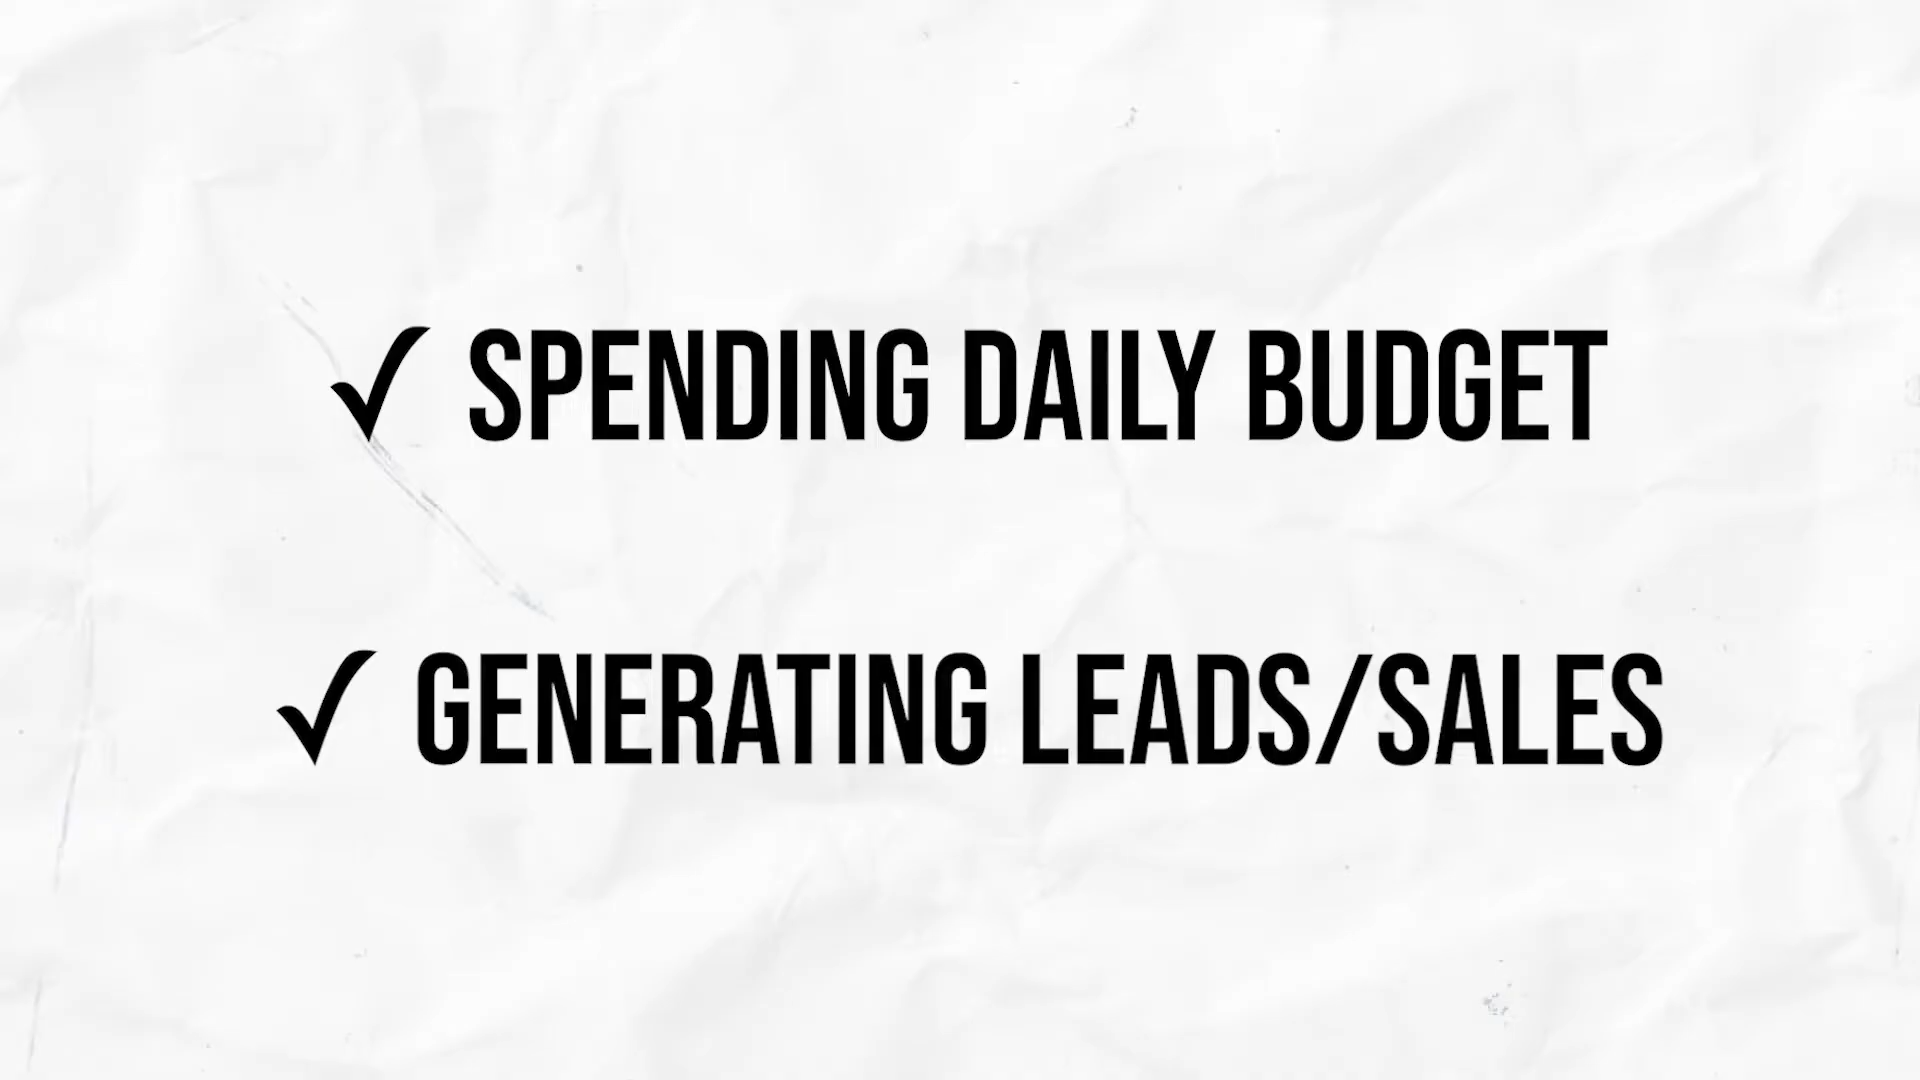 ✓ SPENDING DAILY BUDGET
✓ GENERATING LEADS/SALES